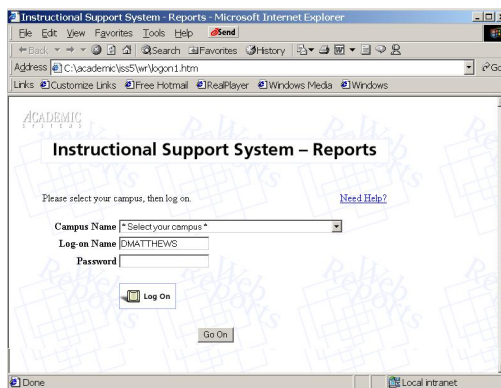 Instructional Support System - Reports - Microsoft Internet Explorer
File Edit View Favorites Tools Help Send
Back Search Favorites History
Address C:\academic\iss5\wr\logon1.htm Go
Links Customize Links Free Hotmail RealPlayer Windows Media Windows
ACADEMIC
SYSTEMS
Instructional Support System – Reports
Please select your campus, then log on. Need Help?
Campus Name * Select your campus *
Log-on Name DMATTHEWS
Password
Log On
Go On
Done Local intranet